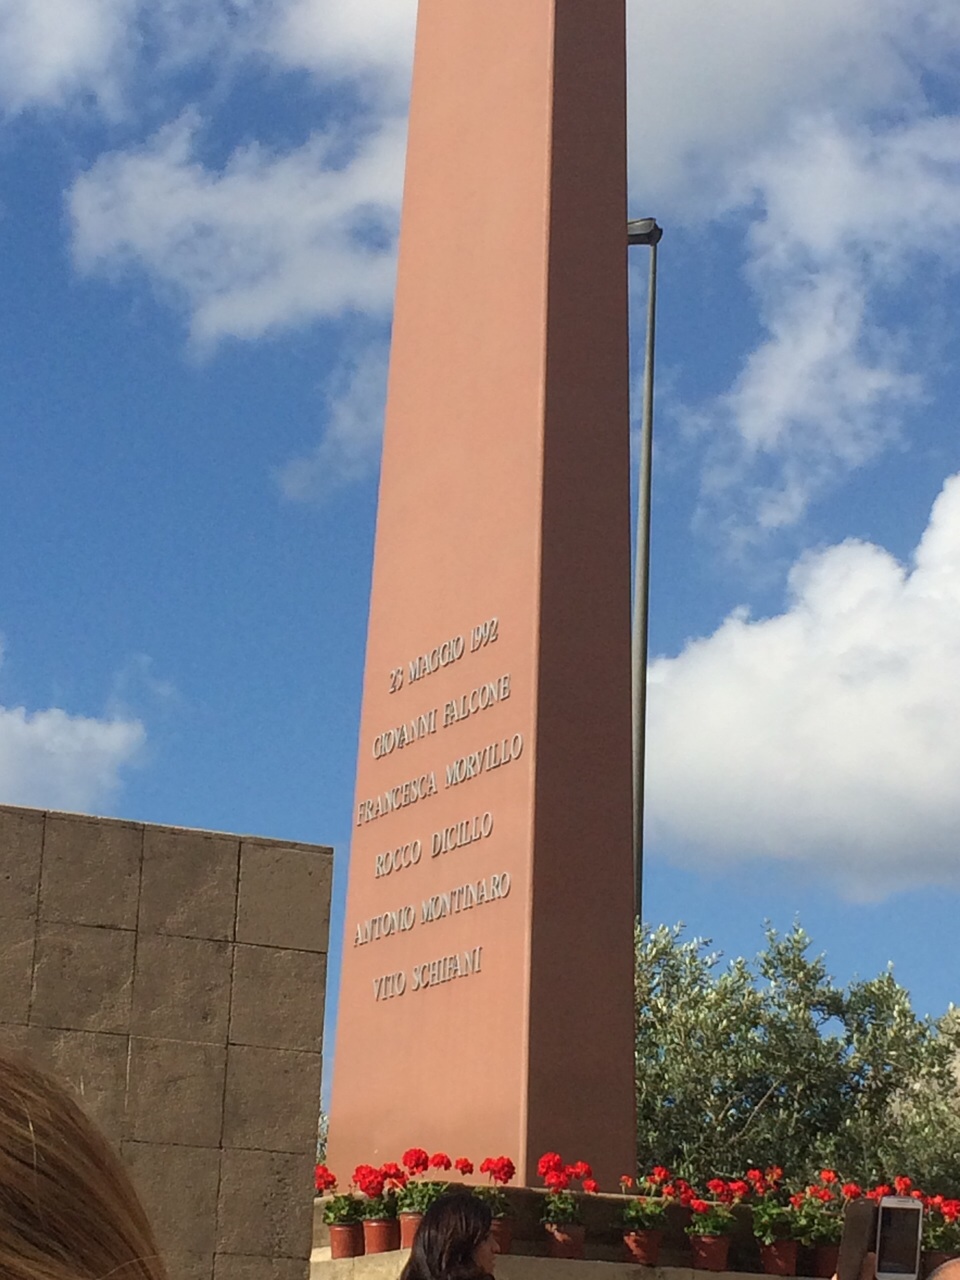 23 MAGGIO 1992
GIOVANNI FALCONE
FRANCESCA MORVILLO
ROCCO DICILLO
ANTONIO MONTINARO
VITO SCHIFANI